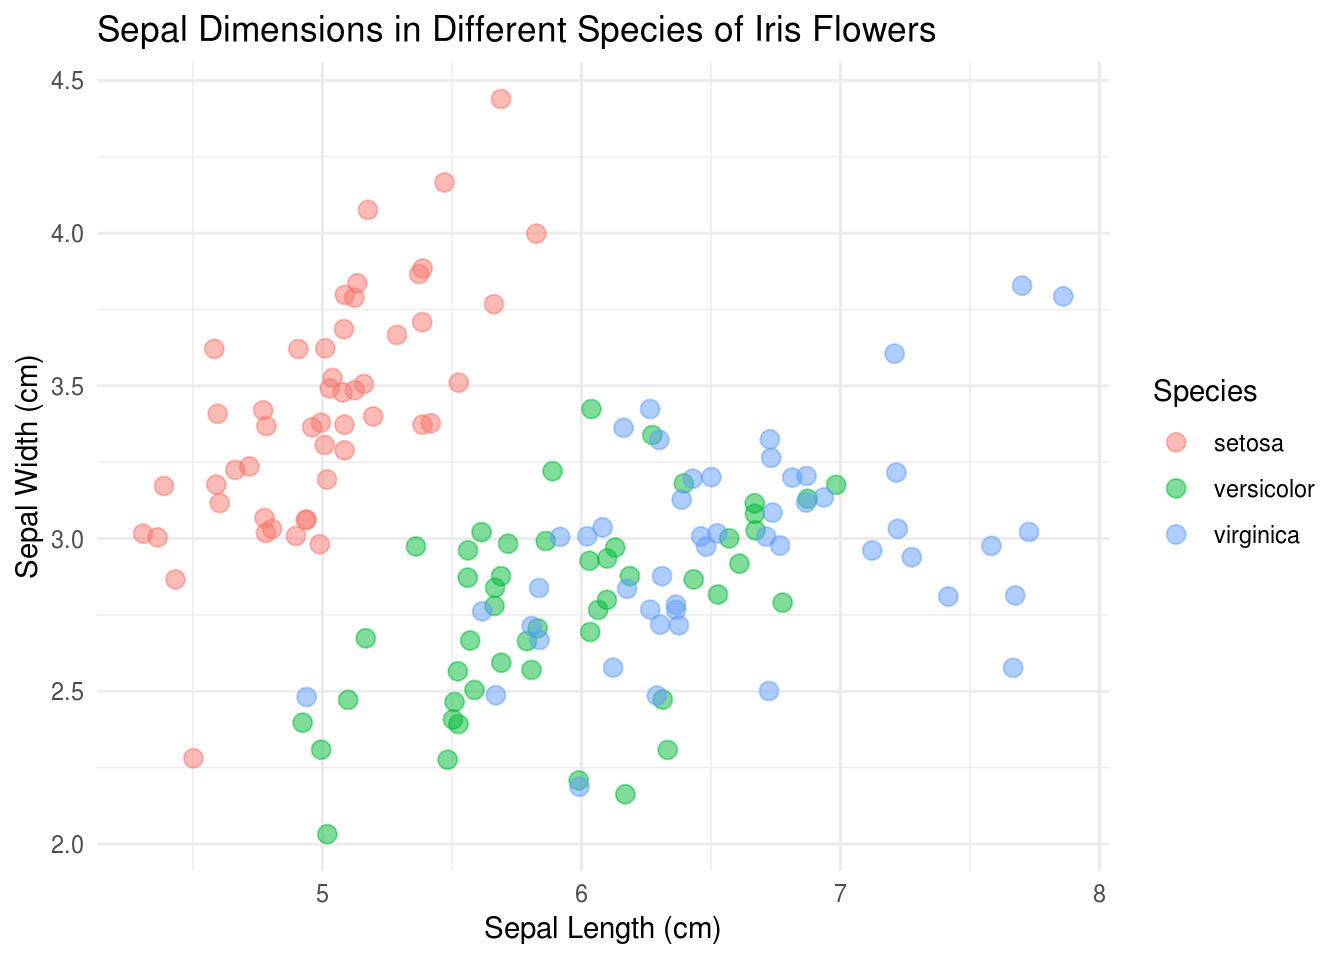 Sepal Dimensions in Different Species of Iris Flowers
4.5
4.0
3.5
3.0
2.5
2.0
Sepal Width (cm)
5 6 7 8
Sepal Length (cm)
Species
setosa
versicolor
virginica